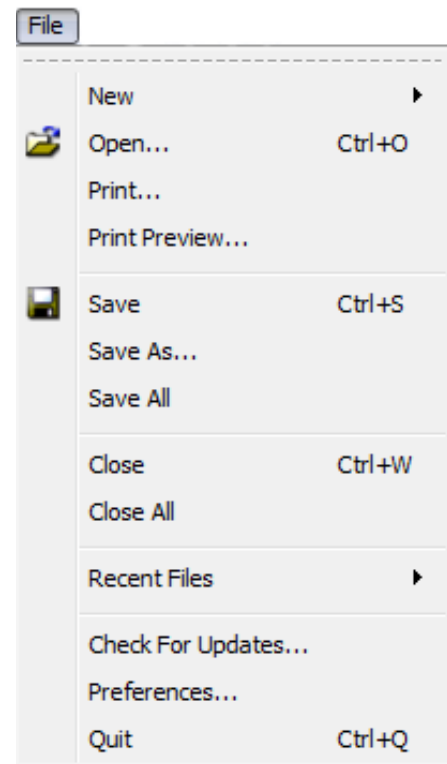 File
New
Open... Ctrl+O
Print...
Print Preview...
Save Ctrl+S
Save As...
Save All
Close Ctrl+W
Close All
Recent Files
Check For Updates...
Preferences...
Quit Ctrl+Q